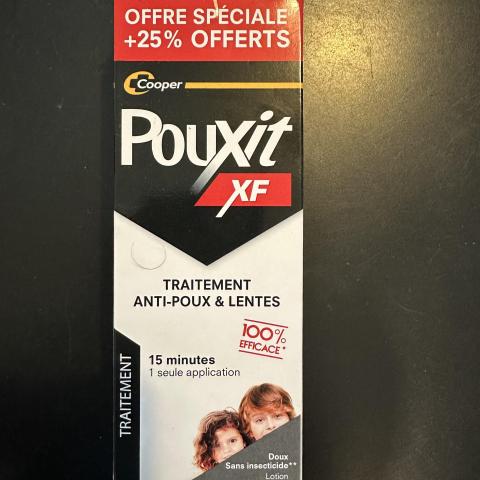 OFFRE SPÉCIALE
+25% OFFERTS
Cooper
POUXit
XF
TRAITEMENT
ANTI-POUX & LENTES
100%
EFFICACE*
15 minutes
1 seule application
TRAITEMENT
Doux
Sans insecticide**
Lotion